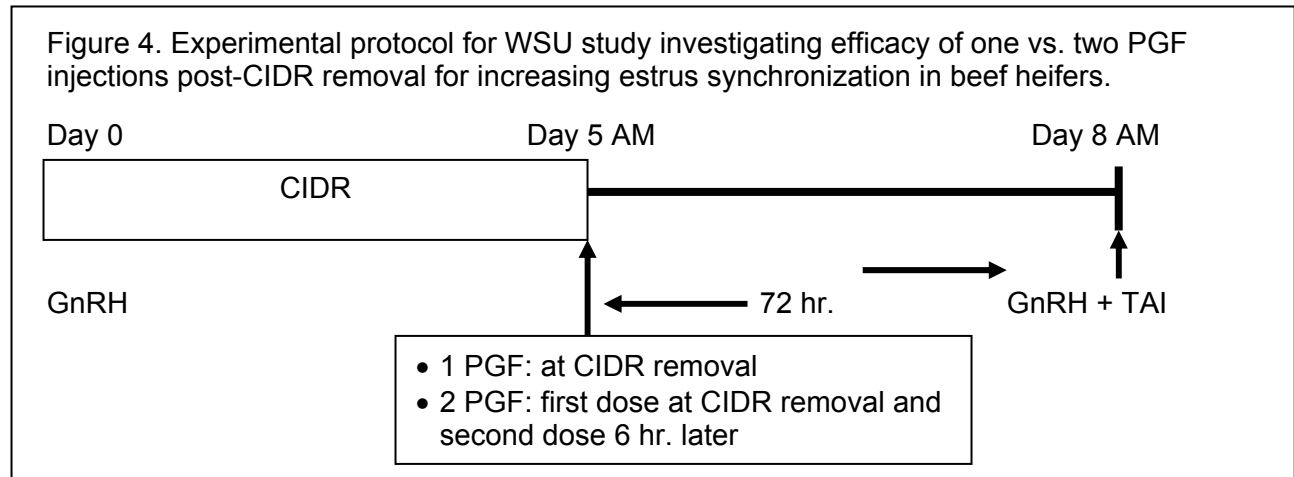 Figure 4. Experimental protocol for WSU study investigating efficacy of one vs. two PGF
injections post-CIDR removal for increasing estrus synchronization in beef heifers.
Day 0 Day 5 AM Day 8 AM
CIDR
GnRH 72 hr. GnRH + TAI
• 1 PGF: at CIDR removal
• 2 PGF: first dose at CIDR removal and
second dose 6 hr. later